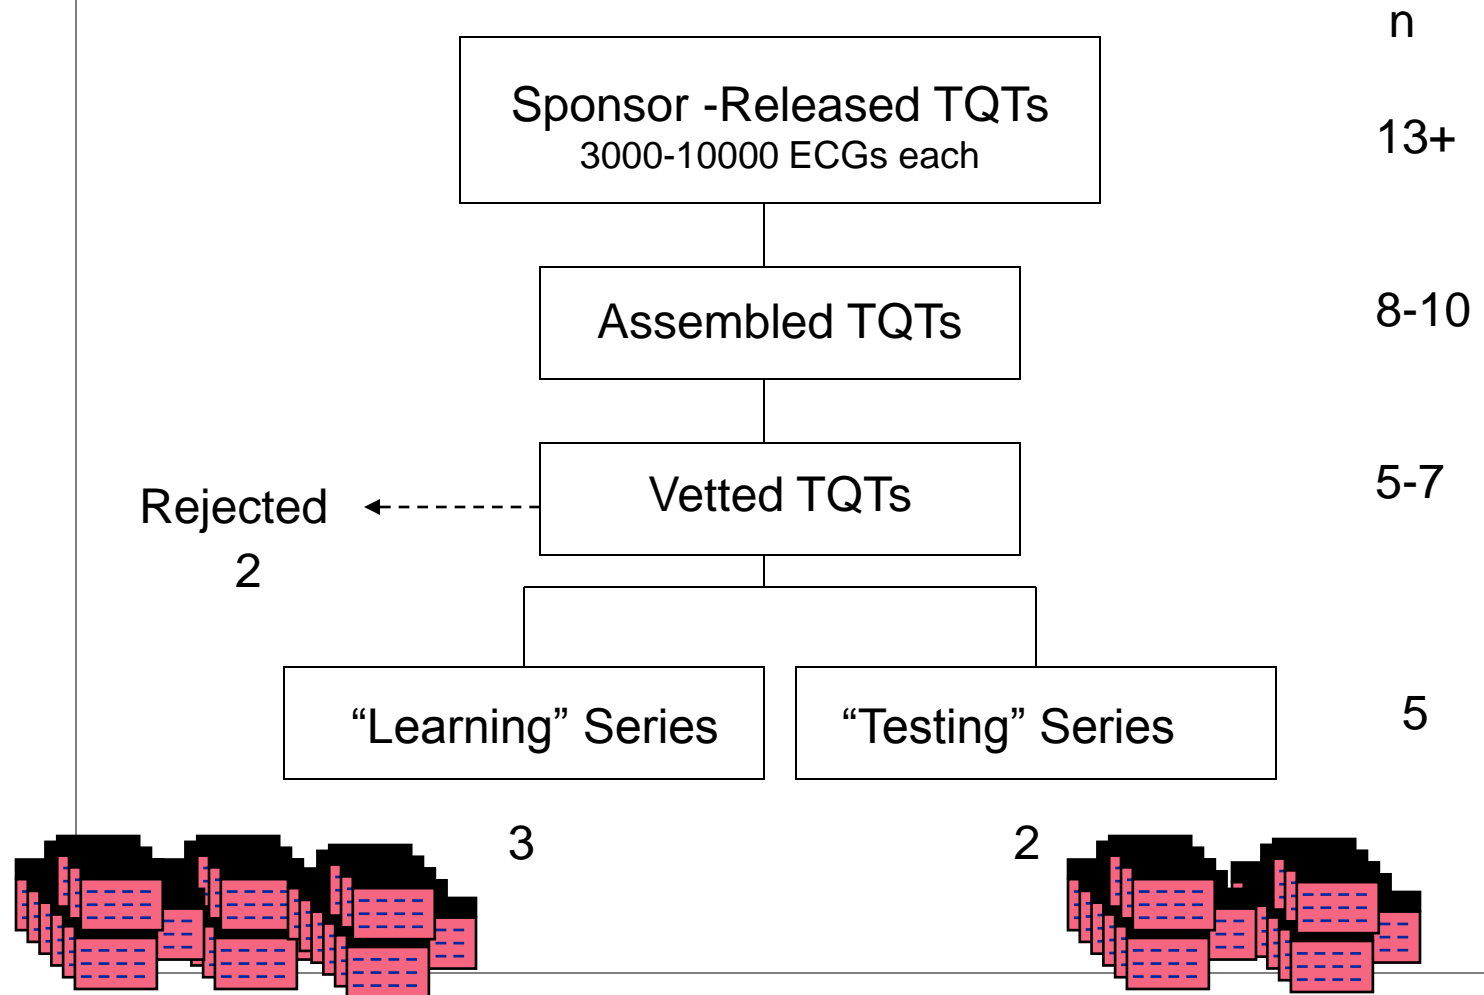 n
Sponsor -Released TQTs
3000-10000 ECGs each
13+
Assembled TQTs
8-10
Vetted TQTs
5-7
Rejected
2
“Learning” Series
“Testing” Series
5
3
2